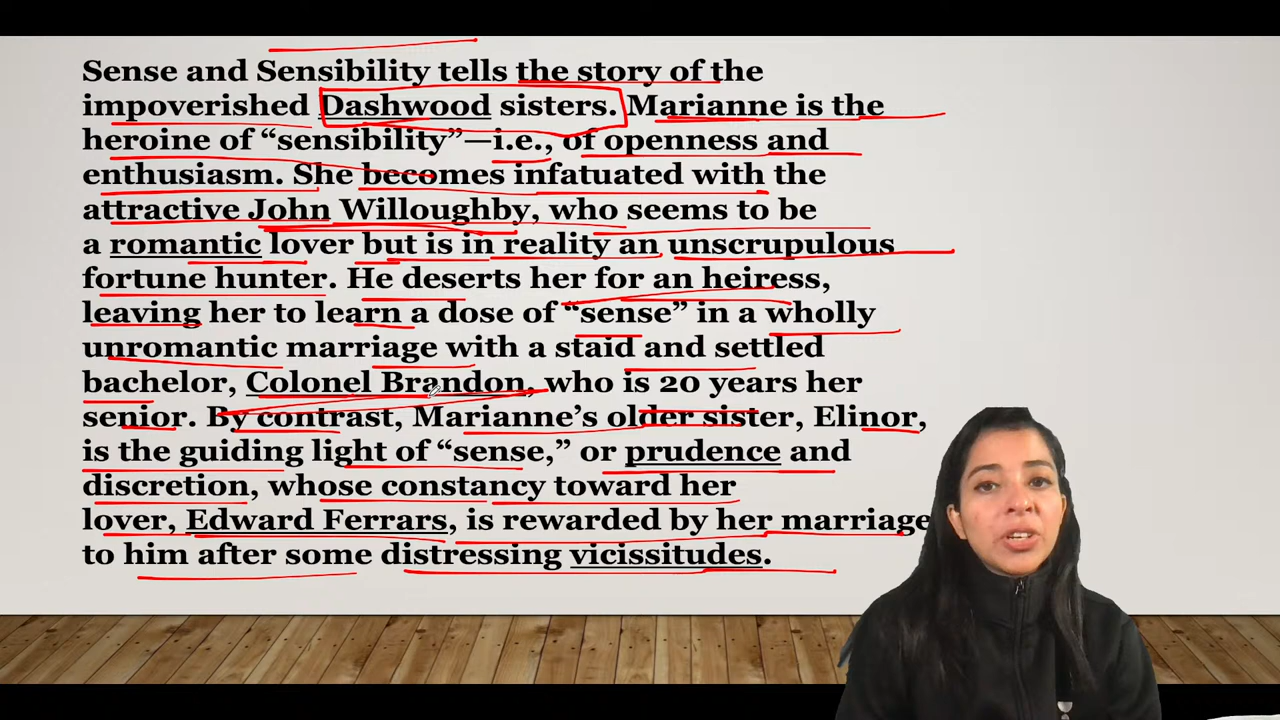 Sense and Sensibility tells the story of the
impoverished Dashwood sisters. Marianne is the
heroine of “sensibility”—i.e., of openness and
enthusiasm. She becomes infatuated with the
attractive John Willoughby, who seems to be
a romantic lover but is in reality an unscrupulous
fortune hunter. He deserts her for an heiress,
leaving her to learn a dose of “sense” in a wholly
unromantic marriage with a staid and settled
bachelor, Colonel Brandon, who is 20 years her
senior. By contrast, Marianne’s older sister, Elinor,
is the guiding light of “sense,” or prudence and
discretion, whose constancy toward her
lover, Edward Ferrars, is rewarded by her marriage
to him after some distressing vicissitudes.